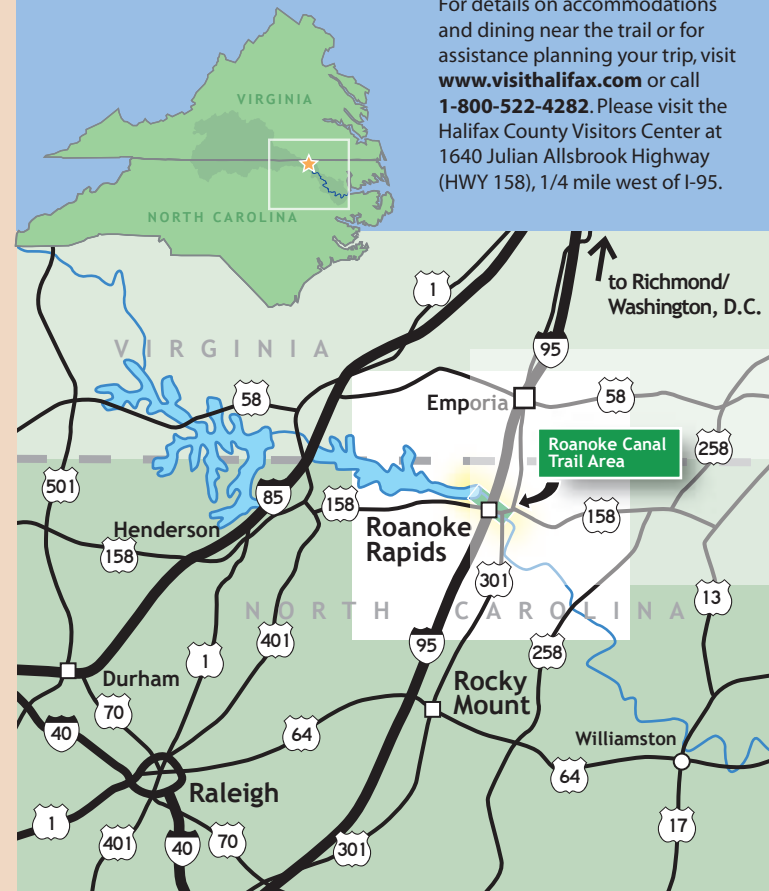 For details on accommodations
and dining near the trail or for
assistance planning your trip, visit
www.visithalifax.com or call
1-800-522-4282. Please visit the
Halifax County Visitors Center at
1640 Julian Allsbrook Highway
(HWY 158), 1/4 mile west of I-95.
VIRGINIA
NORTH CAROLINA
to Richmond/
Washington, D.C.
1
95
VIRGINIA
58
Emporia
58
Roanoke Canal
Trail Area
258
501
85
158
Roanoke
Rapids
158
Henderson
158
301
13
NORTH CAROLINA
401
1
95
258
Durham
Rocky
Mount
70
40
64
Williamston
64
Raleigh
1
401
40
70
301
17